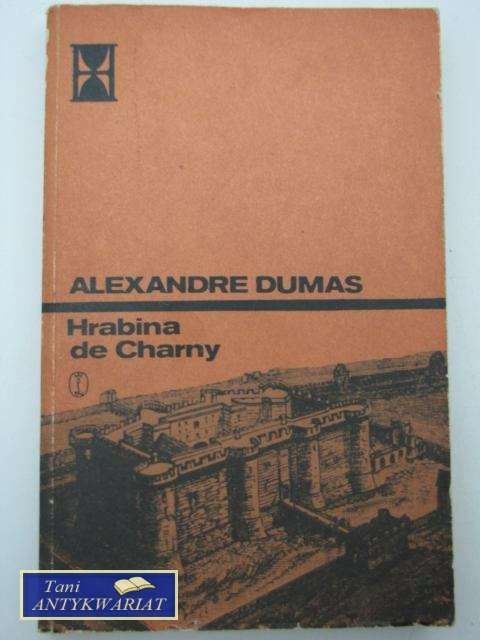 ALEXANDRE DUMAS
Hrabina
de Charny
Tani
ANTYKWARIAT